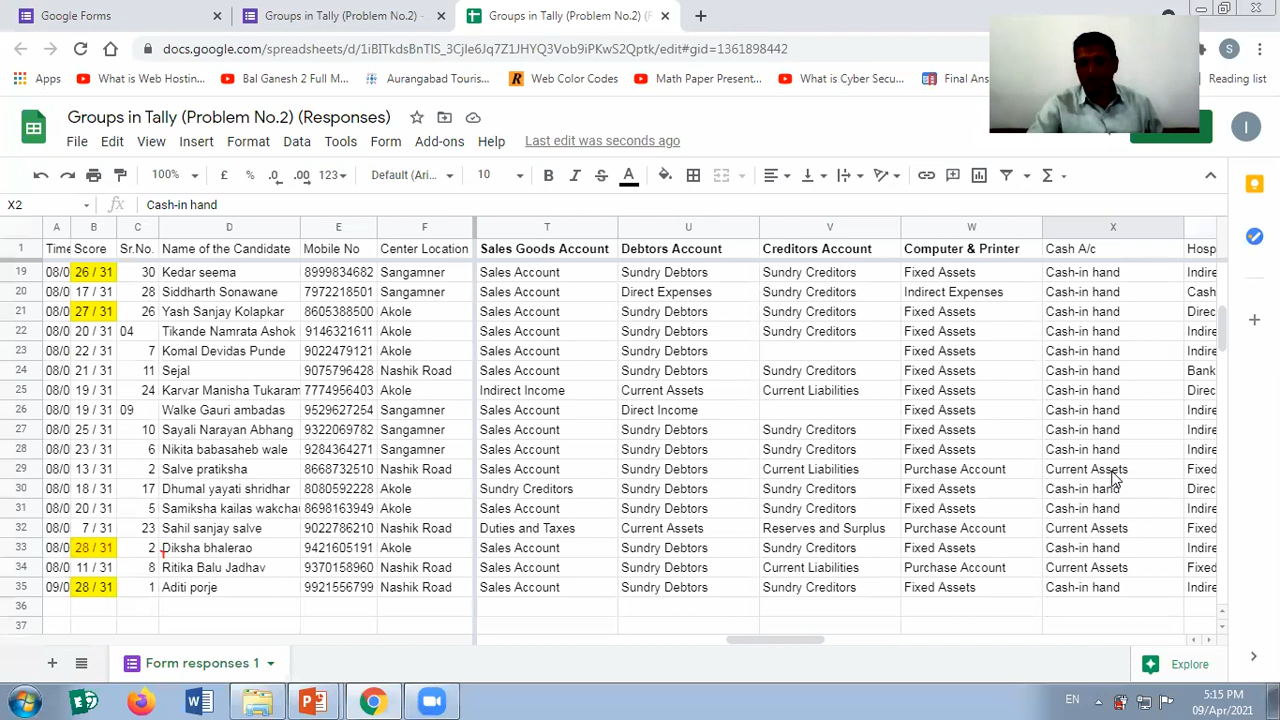 Google Forms
Groups in Tally (Problem No.2) -
Groups in Tally (Problem No.2) (
docs.google.com/spreadsheets/d/1iBITkdsBnTIS_3Cjle6Jq7Z1JHYQ3Vob9iPKwS2Qptk/edit#gid=1361898442
Apps What is Web Hostin... Bal Ganesh 2 Full M... Aurangabad Touris... Web Color Codes Math Paper Present... What is Cyber Secu... Final Ans Reading list
Groups in Tally (Problem No.2) (Responses)
File Edit View Insert Format Data Tools Form Add-ons Help Last edit was seconds ago
100% £ % .0 .00 123 Default (Ari... 10 B I S A Σ
X2 fx Cash-in hand
A B C D E F T U V W X
1 Time Score Sr.No. Name of the Candidate Mobile No Center Location Sales Goods Account Debtors Account Creditors Account Computer & Printer Cash A/c Hosp
19 08/0 26 / 31 30 Kedar seema 8999834682 Sangamner Sales Account Sundry Debtors Sundry Creditors Fixed Assets Cash-in hand Indire
20 08/0 17 / 31 28 Siddharth Sonawane 7972218501 Sangamner Sales Account Direct Expenses Sundry Creditors Indirect Expenses Cash-in hand Cash
21 08/0 27 / 31 26 Yash Sanjay Kolapkar 8605388500 Akole Sales Account Sundry Debtors Sundry Creditors Fixed Assets Cash-in hand Direc
22 08/0 20 / 31 04 Tikande Namrata Ashok 9146321611 Akole Sales Account Sundry Debtors Sundry Creditors Fixed Assets Cash-in hand Indire
23 08/0 22 / 31 7 Komal Devidas Punde 9022479121 Akole Sales Account Sundry Debtors Fixed Assets Cash-in hand Indire
24 08/0 21 / 31 11 Sejal 9075796428 Nashik Road Sales Account Sundry Debtors Sundry Creditors Fixed Assets Cash-in hand Bank
25 08/0 19 / 31 24 Karvar Manisha Tukaram 7774956403 Akole Indirect Income Current Assets Current Liabilities Fixed Assets Cash-in hand Direc
26 08/0 19 / 31 09 Walke Gauri ambadas 9529627254 Sangamner Sales Account Direct Income Fixed Assets Cash-in hand Indire
27 08/0 25 / 31 10 Sayali Narayan Abhang 9322069782 Sangamner Sales Account Sundry Debtors Sundry Creditors Fixed Assets Cash-in hand Indire
28 08/0 23 / 31 6 Nikita babasaheb wale 9284364271 Sangamner Sales Account Sundry Debtors Sundry Creditors Fixed Assets Cash-in hand Indire
29 08/0 13 / 31 2 Salve pratiksha 8668732510 Nashik Road Sales Account Sundry Debtors Current Liabilities Purchase Account Current Assets Fixed
30 08/0 18 / 31 17 Dhumal yayati shridhar 8080592228 Akole Sundry Creditors Sundry Debtors Sundry Creditors Fixed Assets Cash-in hand Direc
31 08/0 20 / 31 5 Samiksha kailas wakchau 8698163949 Akole Sales Account Sundry Debtors Sundry Creditors Fixed Assets Cash-in hand Indire
32 08/0 7 / 31 23 Sahil sanjay salve 9022786210 Nashik Road Duties and Taxes Current Assets Reserves and Surplus Purchase Account Current Assets Fixed
33 08/0 28 / 31 2 Diksha bhalerao 9421605191 Akole Sales Account Sundry Debtors Sundry Creditors Fixed Assets Cash-in hand Indire
34 08/0 11 / 31 8 Ritika Balu Jadhav 9370158960 Nashik Road Sales Account Sundry Debtors Current Liabilities Purchase Account Current Assets Fixed
35 09/0 28 / 31 1 Aditi porje 9921556799 Nashik Road Sales Account Sundry Debtors Sundry Creditors Fixed Assets Cash-in hand Indire
36
37
Form responses 1 Explore
EN 5:15 PM
09/Apr/2021